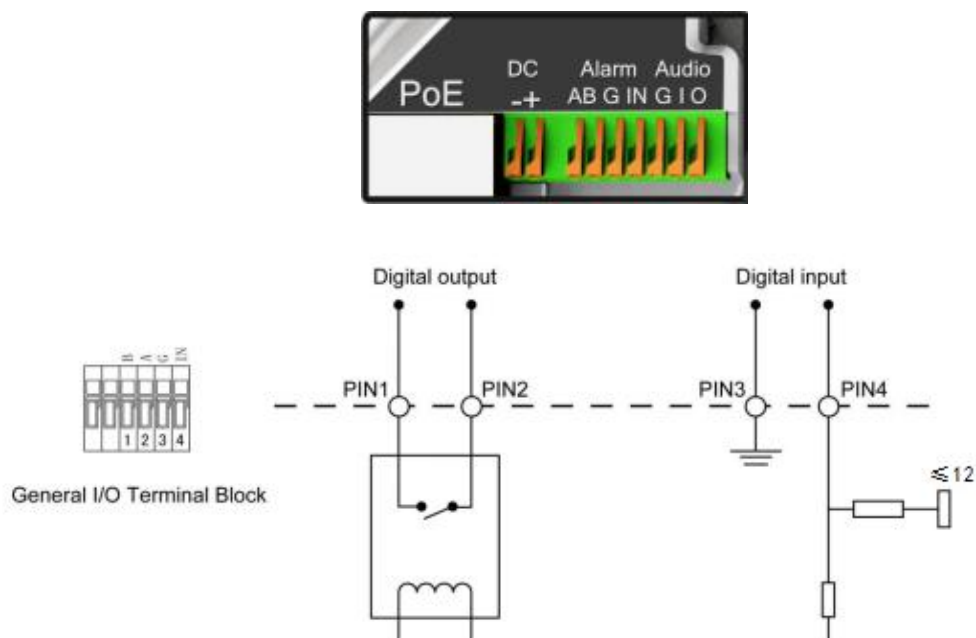 DC Alarm Audio
PoE -+ AB G IN G I O
Digital output Digital input
B A G IN
PIN1 PIN2 PIN3 PIN4
1 2 3 4
≤12
General I/O Terminal Block